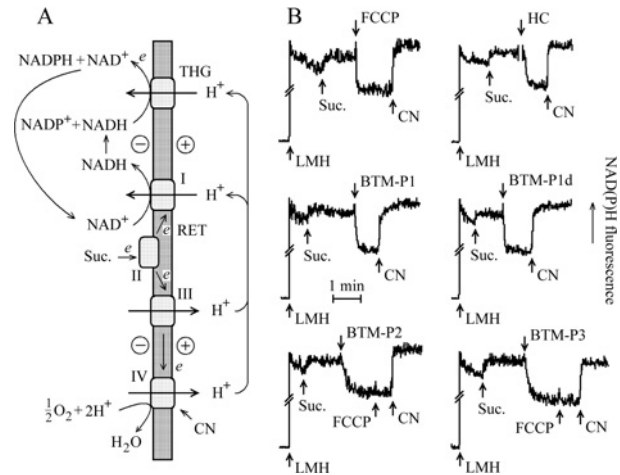 A
NADPH + NAD⁺
e
THG
H⁺
NADP⁺ + NADH
NADH
− +
I
H⁺
NAD⁺
e
RET
Suc.
e
e
II
III
H⁺
− +
IV
e
H⁺
½O₂ + 2H⁺
CN
H₂O
B
FCCP
Suc.
CN
LMH
HC
Suc.
CN
LMH
BTM-P1
Suc.
CN
1 min
LMH
BTM-P1d
Suc.
CN
LMH
BTM-P2
Suc.
FCCP
CN
LMH
BTM-P3
Suc.
FCCP
CN
LMH
NAD(P)H
fluorescence